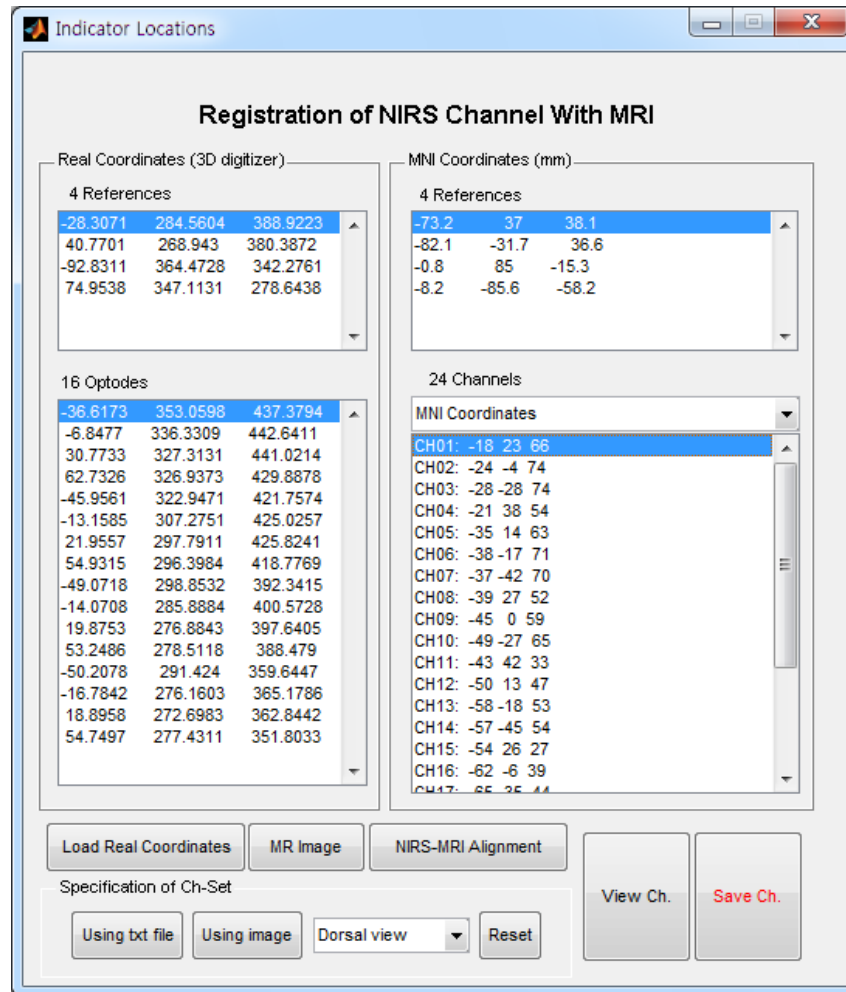 Indicator Locations
Registration of NIRS Channel With MRI
Real Coordinates (3D digitizer)
4 References
-28.3071 284.5604 388.9223
40.7701 268.943 380.3872
-92.8311 364.4728 342.2761
74.9538 347.1131 278.6438
16 Optodes
-36.6173 353.0598 437.3794
-6.8477 336.3309 442.6411
30.7733 327.3131 441.0214
62.7326 326.9373 429.8878
-45.9561 322.9471 421.7574
-13.1585 307.2751 425.0257
21.9557 297.7911 425.8241
54.9315 296.3984 418.7769
-49.0718 298.8532 392.3415
-14.0708 285.8884 400.5728
19.8753 276.8843 397.6405
53.2486 278.5118 388.479
-50.2078 291.424 359.6447
-16.7842 276.1603 365.1786
18.8958 272.6983 362.8442
54.7497 277.4311 351.8033
MNI Coordinates (mm)
4 References
-73.2 37 38.1
-82.1 -31.7 36.6
-0.8 85 -15.3
-8.2 -85.6 -58.2
24 Channels
MNI Coordinates
CH01: -18 23 66
CH02: -24 -4 74
CH03: -28 -28 74
CH04: -21 38 54
CH05: -35 14 63
CH06: -38 -17 71
CH07: -37 -42 70
CH08: -39 27 52
CH09: -45 0 59
CH10: -49 -27 65
CH11: -43 42 33
CH12: -50 13 47
CH13: -58 -18 53
CH14: -57 -45 54
CH15: -54 26 27
CH16: -62 -6 39
CH17: -65 -35 44
Load Real Coordinates
MR Image
NIRS-MRI Alignment
Specification of Ch-Set
Using txt file
Using image
Dorsal view
Reset
View Ch.
Save Ch.